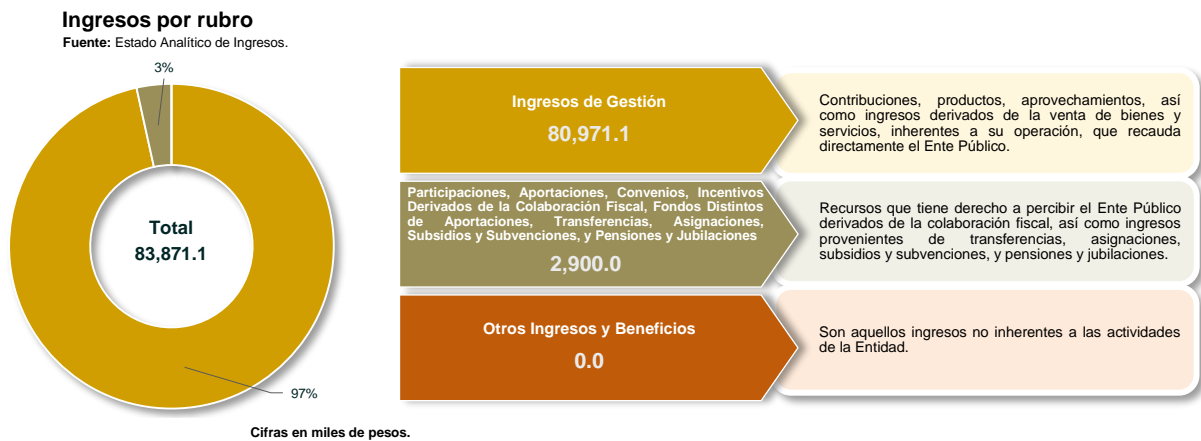 Ingresos por rubro
Fuente: Estado Analítico de Ingresos.
3%
Total
83,871.1
97%
Ingresos de Gestión
80,971.1
Contribuciones, productos, aprovechamientos, así
como ingresos derivados de la venta de bienes y
servicios, inherentes a su operación, que recauda
directamente el Ente Público.
Participaciones, Aportaciones, Convenios, Incentivos
Derivados de la Colaboración Fiscal, Fondos Distintos
de Aportaciones, Transferencias, Asignaciones,
Subsidios y Subvenciones, y Pensiones y Jubilaciones
2,900.0
Recursos que tiene derecho a percibir el Ente Público
derivados de la colaboración fiscal, así como ingresos
provenientes de transferencias, asignaciones,
subsidios y subvenciones, y pensiones y jubilaciones.
Otros Ingresos y Beneficios
0.0
Son aquellos ingresos no inherentes a las actividades
de la Entidad.
Cifras en miles de pesos.